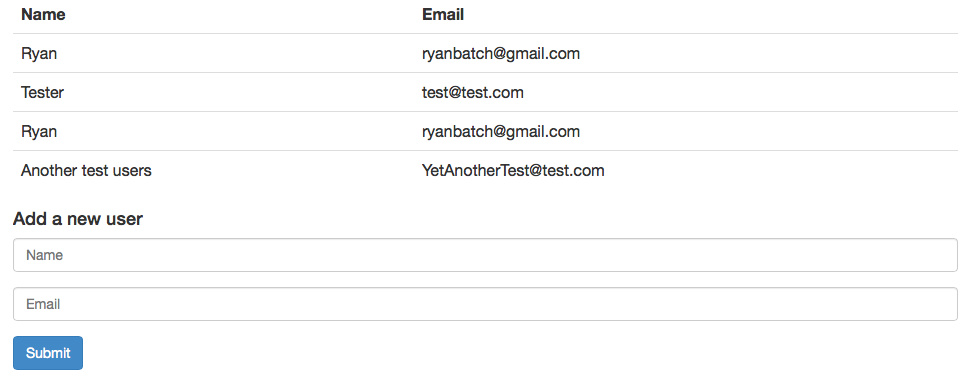 Name Email
Ryan ryanbatch@gmail.com
Tester test@test.com
Ryan ryanbatch@gmail.com
Another test users YetAnotherTest@test.com
Add a new user
Name
Email
Submit